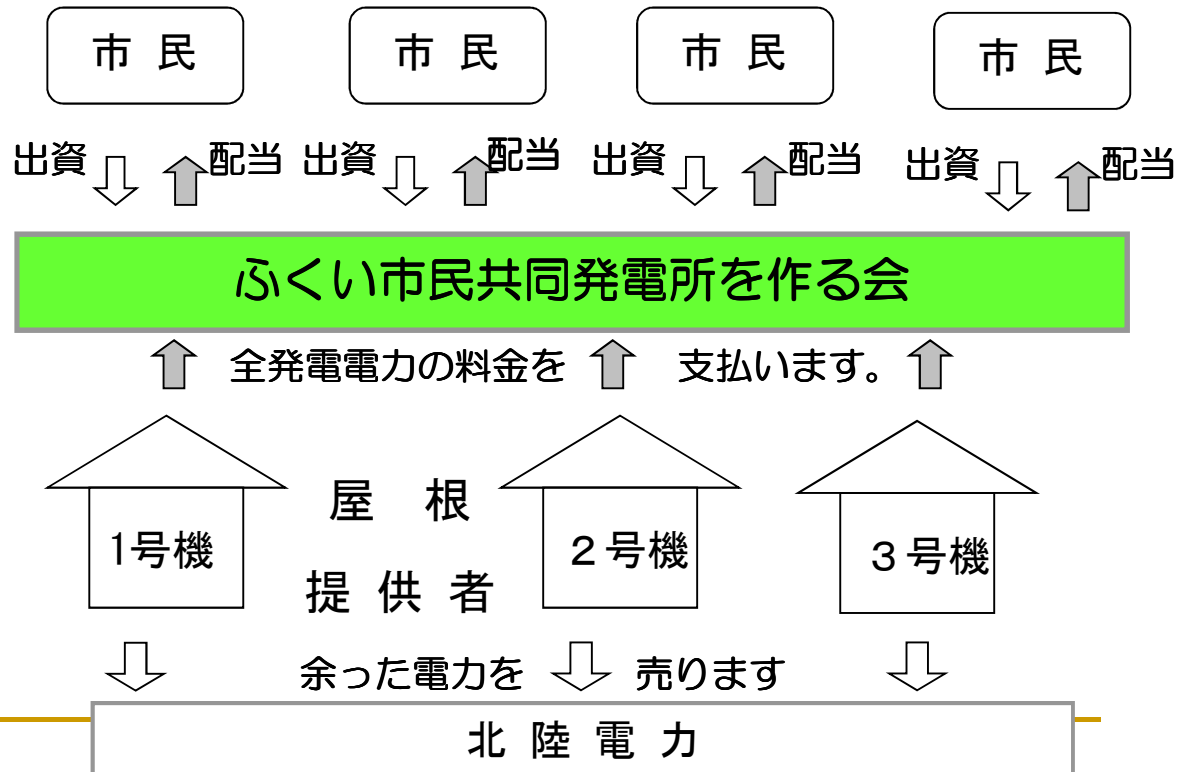 市 民 市 民 市 民 市 民
出資 配当 出資 配当 出資 配当 出資 配当
ふくい市民共同発電所を作る会
全発電電力の料金を 支払います。
屋 根
1号機 ２号機 ３号機
提 供 者
余った電力を 売ります
北 陸 電 力